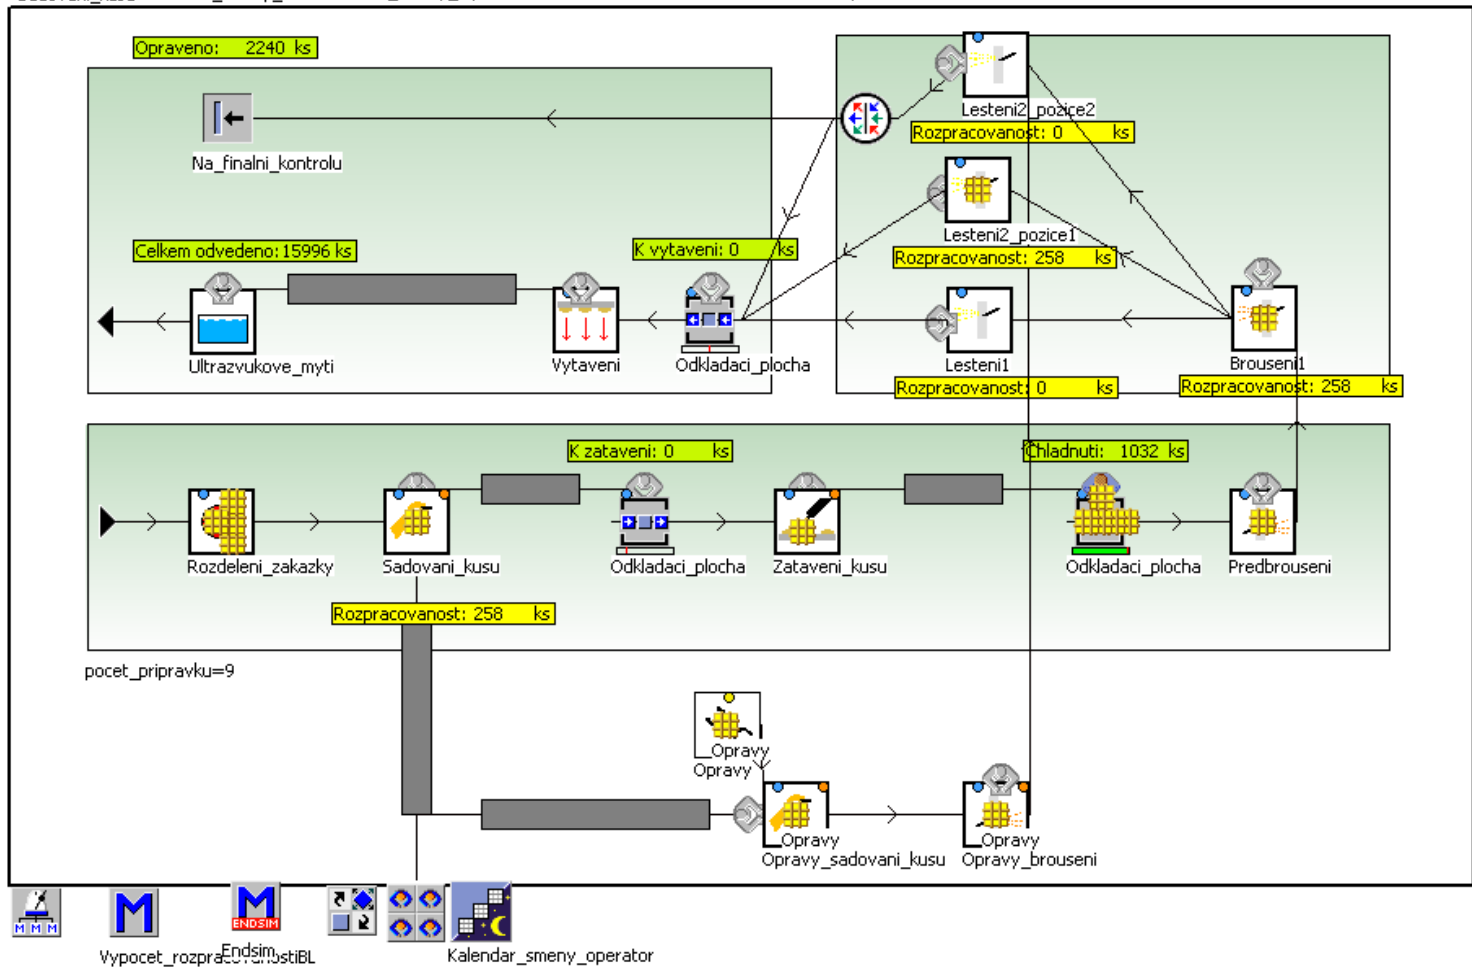 Opraveno: 2240 ks
Lesteni2_pozice2
Rozpracovanost: 0 ks
Na_finalni_kontrolu
Lesteni2_pozice1
Rozpracovanost: 258 ks
Celkem odvedeno: 15996 ks
K vytaveni: 0 ks
Ultrazvukove_myti
Vytaveni
Odkladaci_plocha
Lesteni1
Brouseni1
Rozpracovanost: 0 ks
Rozpracovanost: 258 ks
K zataveni: 0 ks
Chladnuti: 1032 ks
Rozdeleni_zakazky
Sadovani_kusu
Odkladaci_plocha
Zataveni_kusu
Odkladaci_plocha
Predbrouseni
Rozpracovanost: 258 ks
pocet_pripravku=9
Opravy
Opravy
Opravy
Opravy_sadovani_kusu
Opravy
Opravy_brouseni
M M M
M
M
ENDSIM
Endsim
Kalendar_smeny_operator